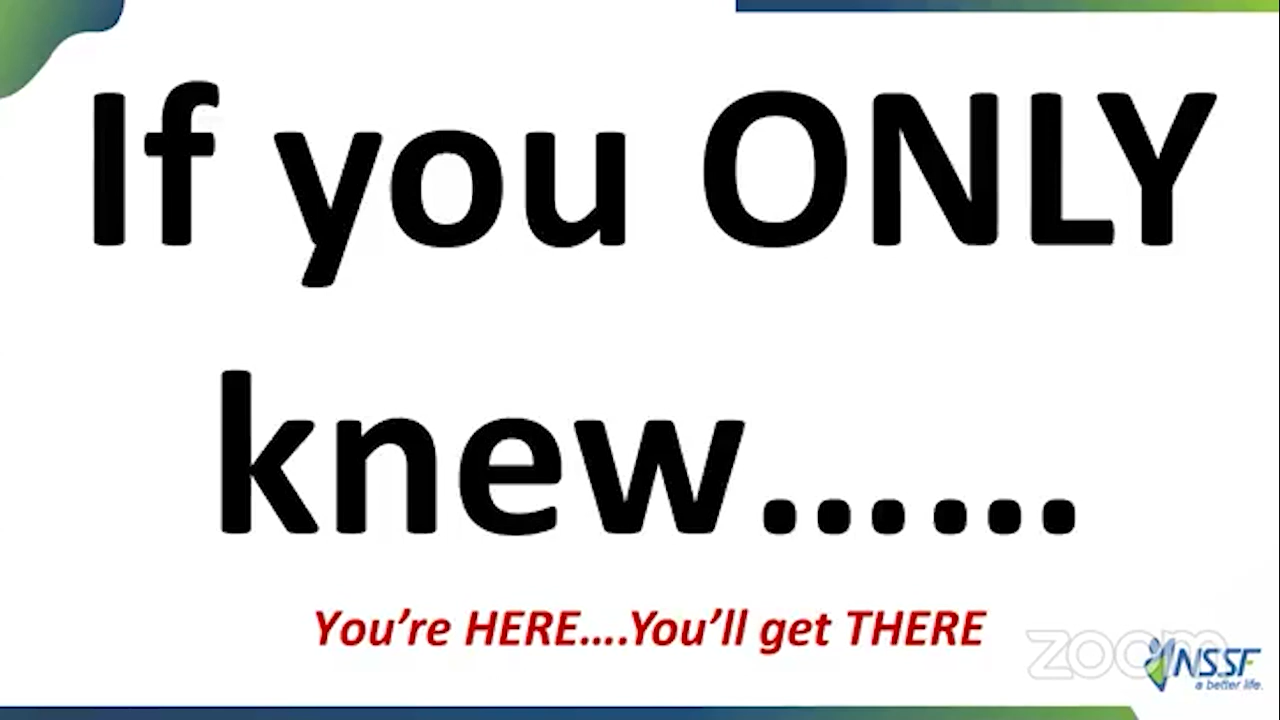 If you ONLY
knew……
You’re HERE….You’ll get THERE
zoom
NSSF
a better life.